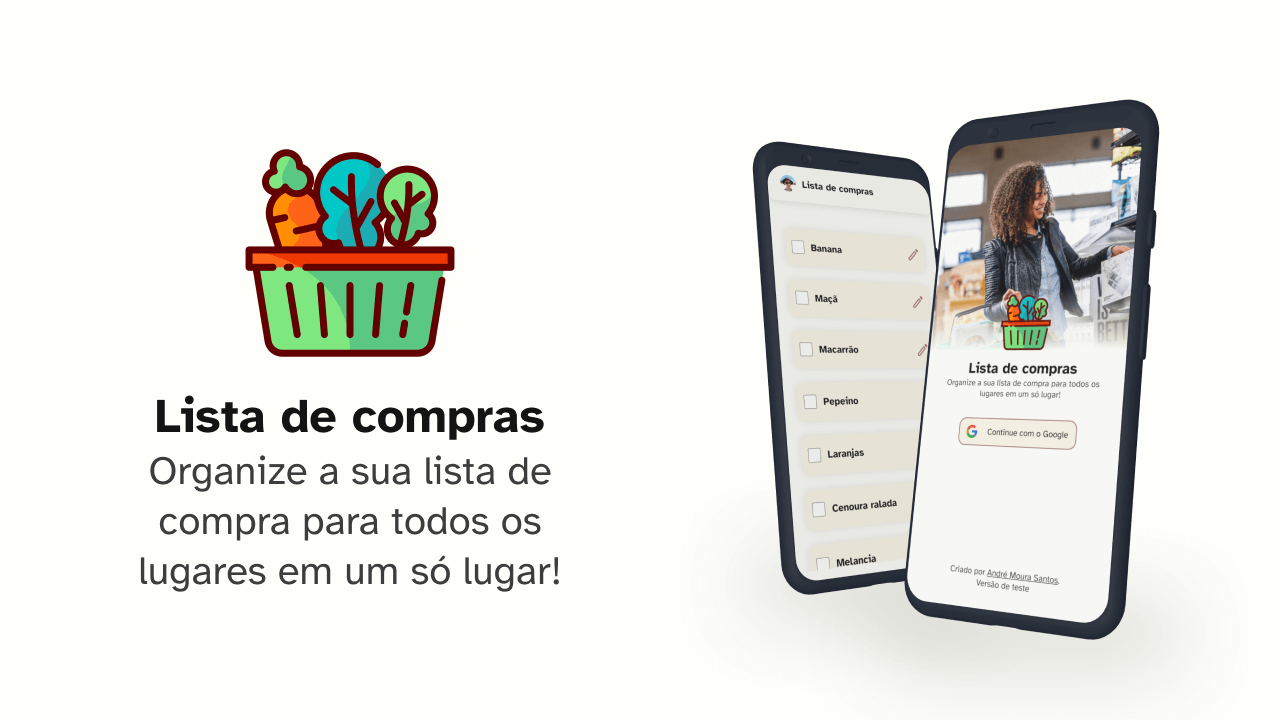 Lista de compras
Organize a sua lista de
compra para todos os
lugares em um só lugar!
Lista de compras
Banana
Maçã
Macarrão
Pepeino
Laranjas
Cenoura ralada
Melancia
Lista de compras
Organize a sua lista de compra para todos os
lugares em um só lugar!
Continue com o Google
Criado por André Moura Santos.
Versão de teste